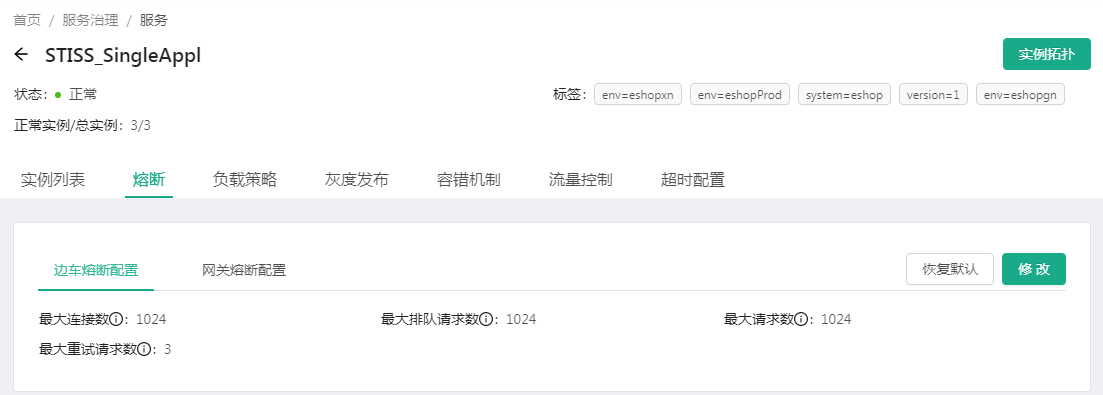 首页 / 服务治理 / 服务
← STISS_SingleAppl
实例拓扑
状态: 正常
标签: env=eshopxn env=eshopProd system=eshop version=1 env=eshopgn
正常实例/总实例: 3/3
实例列表 熔断 负载策略 灰度发布 容错机制 流量控制 超时配置
边车熔断配置 网关熔断配置 恢复默认 修 改
最大连接数: 1024 最大排队请求数: 1024 最大请求数: 1024
最大重试请求数: 3